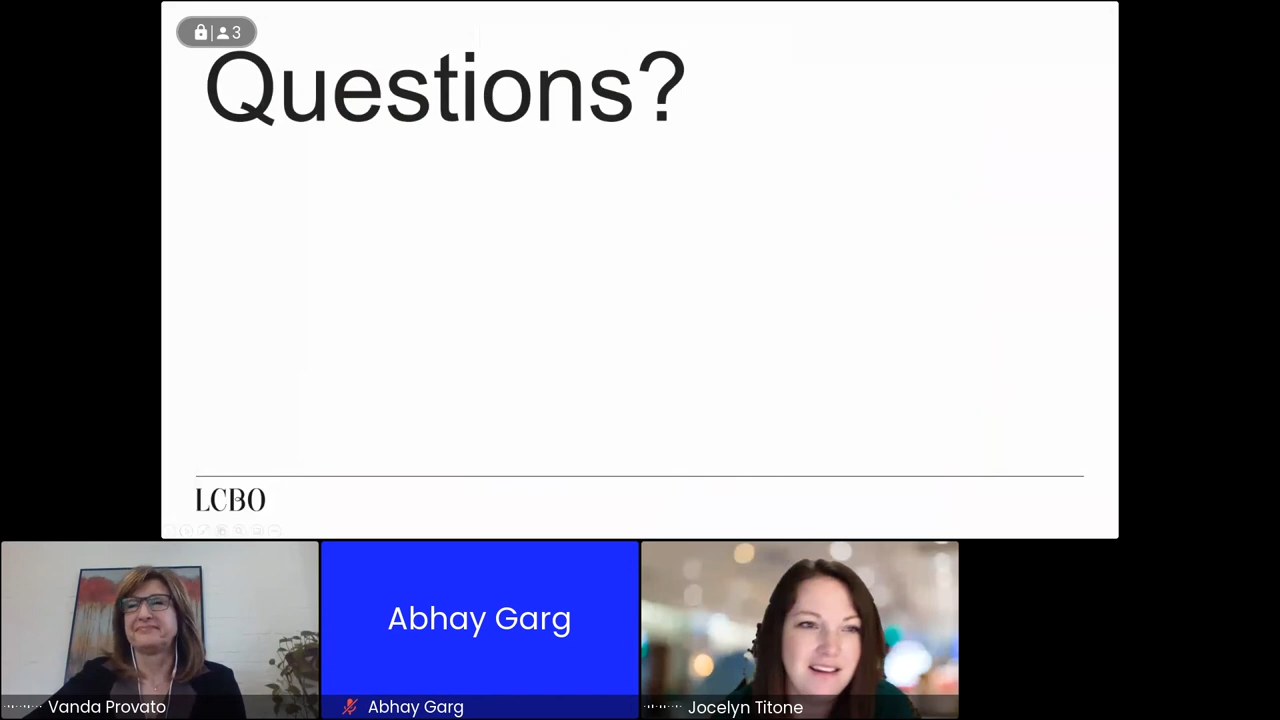 3
Questions?
LCBO
Abhay Garg
Vanda Provato
Abhay Garg
Jocelyn Titone